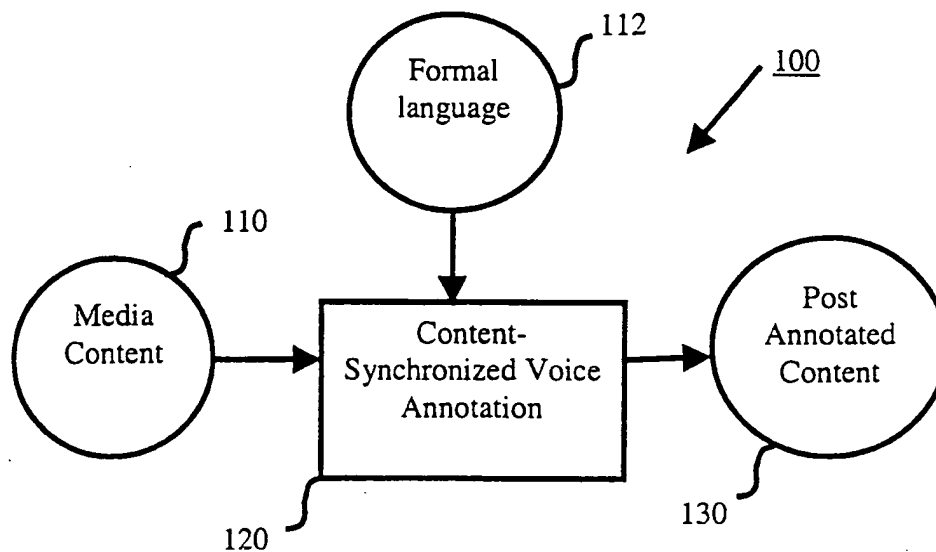 112
Formal
language
100
110
Media
Content
Content-
Synchronized Voice
Annotation
Post
Annotated
Content
120
130